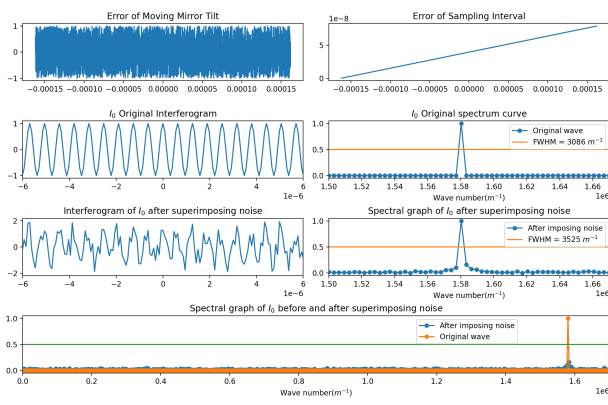 Error of Moving Mirror Tilt
1
0
−1
−0.00015 −0.00010 −0.00005 0.00000 0.00005 0.00010 0.00015
Error of Sampling Interval
1e−8
5
0
−0.00015 −0.00010 −0.00005 0.00000 0.00005 0.00010 0.00015
I0 Original Interferogram
1
0
−1
−6 −4 −2 0 2 4 6
1e−6
I0 Original spectrum curve
1.0
0.5
0.0
Original wave
FWHM = 3086 m−1
1.50 1.52 1.54 1.56 1.58 1.60 1.62 1.64 1.66
Wave number(m−1)
1e6
Interferogram of I0 after superimposing noise
2
0
−2
−6 −4 −2 0 2 4 6
1e−6
Spectral graph of I0 after superimposing noise
1.0
0.5
0.0
After imposing noise
FWHM = 3525 m−1
1.50 1.52 1.54 1.56 1.58 1.60 1.62 1.64 1.66
Wave number(m−1)
1e6
Spectral graph of I0 before and after superimposing noise
1.0
0.5
0.0
After imposing noise
Original wave
0.0 0.2 0.4 0.6 0.8 1.0 1.2 1.4 1.6
Wave number(m−1)
1e6